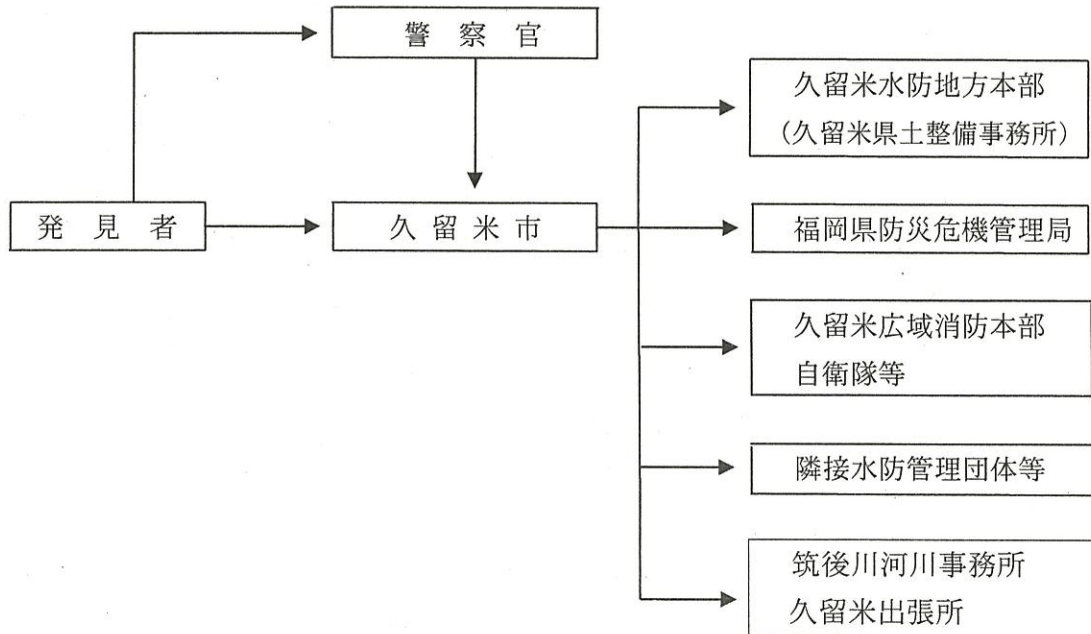 警察官
久留米水防地方本部
（久留米県土整備事務所）
発見者
久留米市
福岡県防災危機管理局
久留米広域消防本部
自衛隊等
隣接水防管理団体等
筑後川河川事務所
久留米出張所